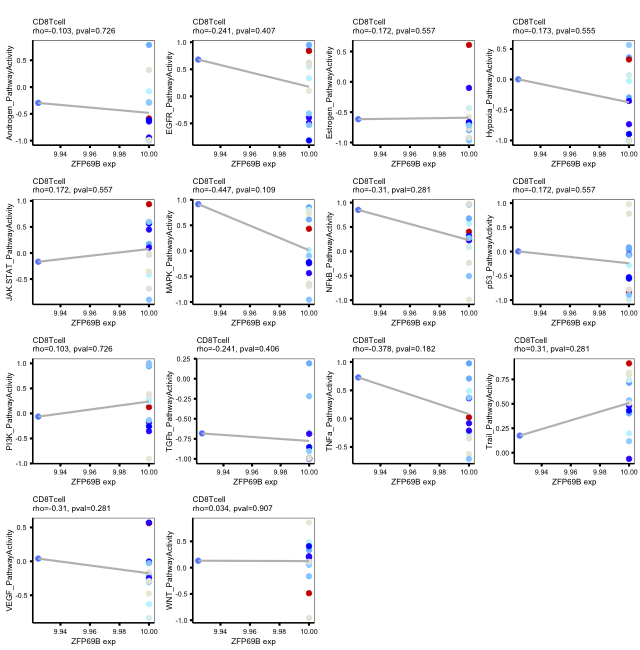 CD8Tcell
rho=-0.103, pval=0.726
Androgen_PathwayActivity
0.5
0.0
-0.5
-1.0
9.94
9.96
9.98
10.00
ZFP69B exp
CD8Tcell
rho=-0.241, pval=0.407
EGFR_PathwayActivity
1.0
0.5
0.0
-0.5
9.94
9.96
9.98
10.00
ZFP69B exp
CD8Tcell
rho=-0.172, pval=0.557
Estrogen_PathwayActivity
0.5
0.0
-0.5
-1.0
9.94
9.96
9.98
10.00
ZFP69B exp
CD8Tcell
rho=-0.173, pval=0.555
Hypoxia_PathwayActivity
0.5
0.0
-0.5
-1.0
9.94
9.96
9.98
10.00
ZFP69B exp
CD8Tcell
rho=0.172, pval=0.557
JAK.STAT_PathwayActivity
1.0
0.5
0.0
-0.5
9.94
9.96
9.98
10.00
ZFP69B exp
CD8Tcell
rho=-0.447, pval=0.109
MAPK_PathwayActivity
1.0
0.5
0.0
-0.5
-1.0
9.94
9.96
9.98
10.00
ZFP69B exp
CD8Tcell
rho=-0.31, pval=0.281
NFkB_PathwayActivity
1.0
0.5
0.0
-0.5
-1.0
9.94
9.96
9.98
10.00
ZFP69B exp
CD8Tcell
rho=-0.172, pval=0.557
p53_PathwayActivity
1.0
0.5
0.0
-0.5
-1.0
9.94
9.96
9.98
10.00
ZFP69B exp
CD8Tcell
rho=0.103, pval=0.726
PI3K_PathwayActivity
1.0
0.5
0.0
-0.5
-1.0
9.94
9.96
9.98
10.00
ZFP69B exp
CD8Tcell
rho=-0.241, pval=0.406
TGFb_PathwayActivity
0.25
0.00
-0.25
-0.50
-0.75
-1.00
9.94
9.96
9.98
10.00
ZFP69B exp
CD8Tcell
rho=-0.378, pval=0.182
TNFa_PathwayActivity
1.0
0.5
0.0
-0.5
9.94
9.96
9.98
10.00
ZFP69B exp
CD8Tcell
rho=0.31, pval=0.281
Trail_PathwayActivity
0.75
0.50
0.25
0.00
9.94
9.96
9.98
10.00
ZFP69B exp
CD8Tcell
rho=-0.31, pval=0.281
VEGF_PathwayActivity
0.5
0.0
-0.5
9.94
9.96
9.98
10.00
ZFP69B exp
CD8Tcell
rho=0.034, pval=0.907
WNT_PathwayActivity
0.5
0.0
-0.5
-1.0
9.94
9.96
9.98
10.00
ZFP69B exp